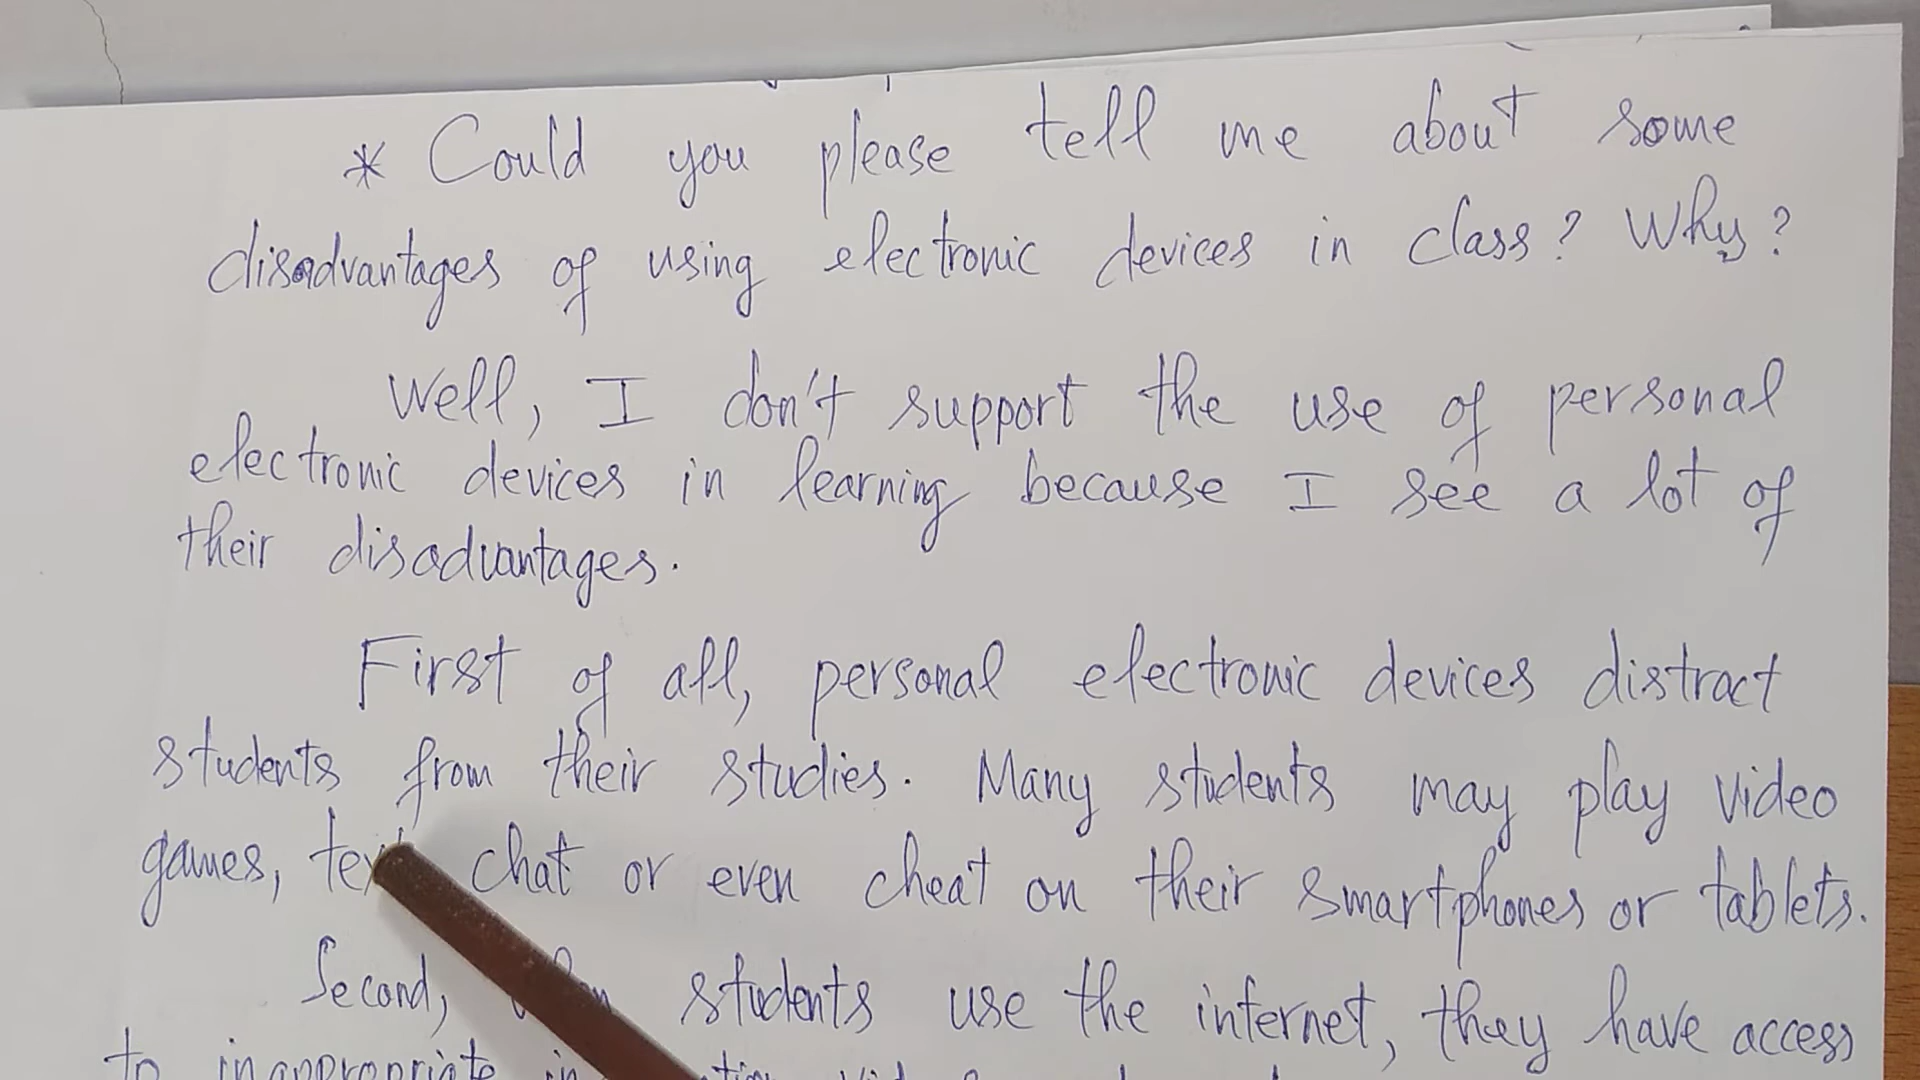 * Could you please tell me about some
disadvantages of using electronic devices in class? Why?
Well, I don't support the use of personal
electronic devices in learning because I see a lot of
their disadvantages.
First of all, personal electronic devices distract
students from their studies. Many students may play video
games, chat or even cheat on their smartphones or tablets.
Second, students use the internet, they have access
to inappropriate